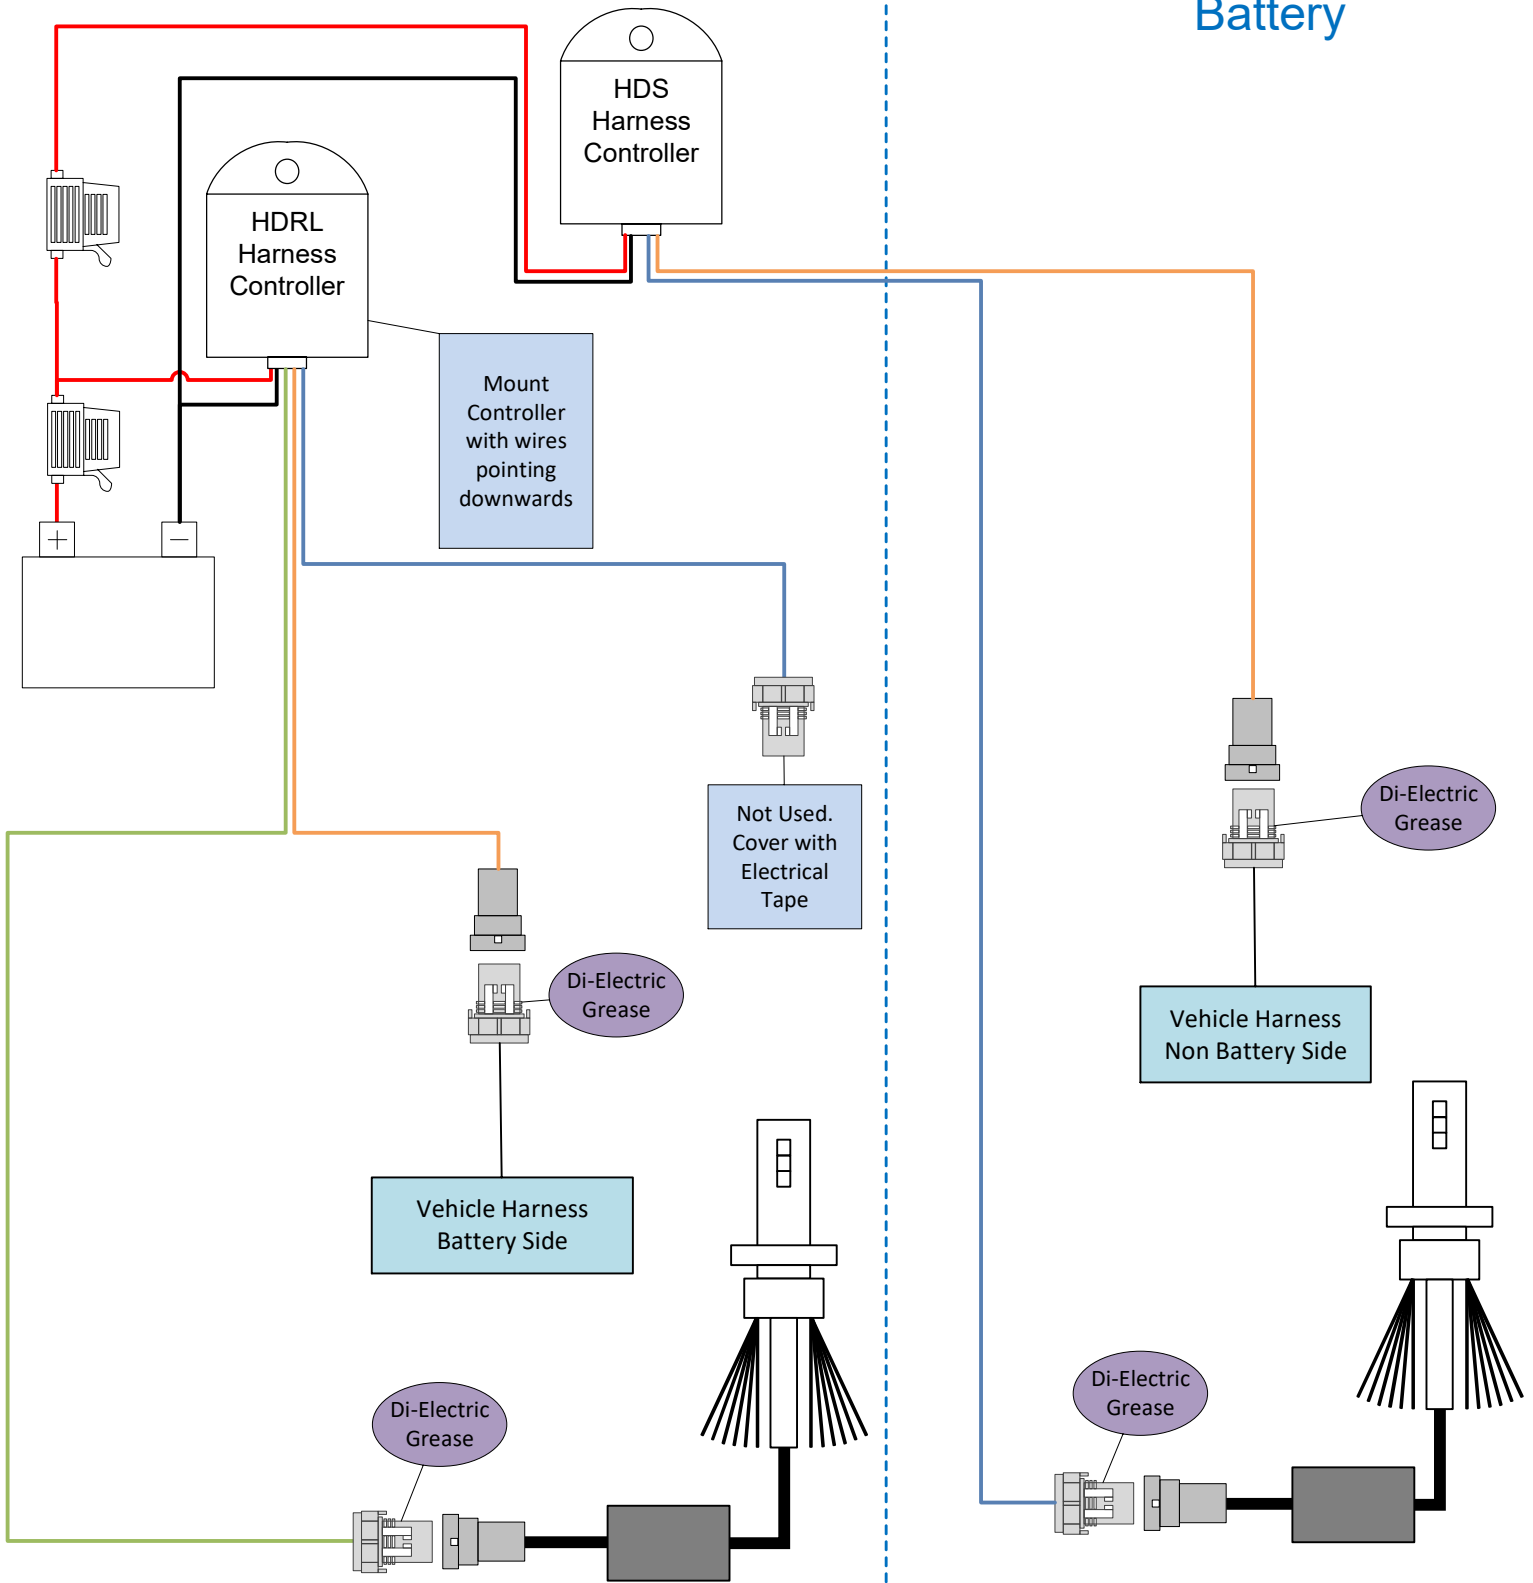 Battery
HDS
Harness
Controller
HDRL
Harness
Controller
Mount
Controller
with wires
pointing
downwards
+
−
Not Used.
Cover with
Electrical
Tape
Di-Electric
Grease
Di-Electric
Grease
Vehicle Harness
Non Battery Side
Vehicle Harness
Battery Side
Di-Electric
Grease
Di-Electric
Grease